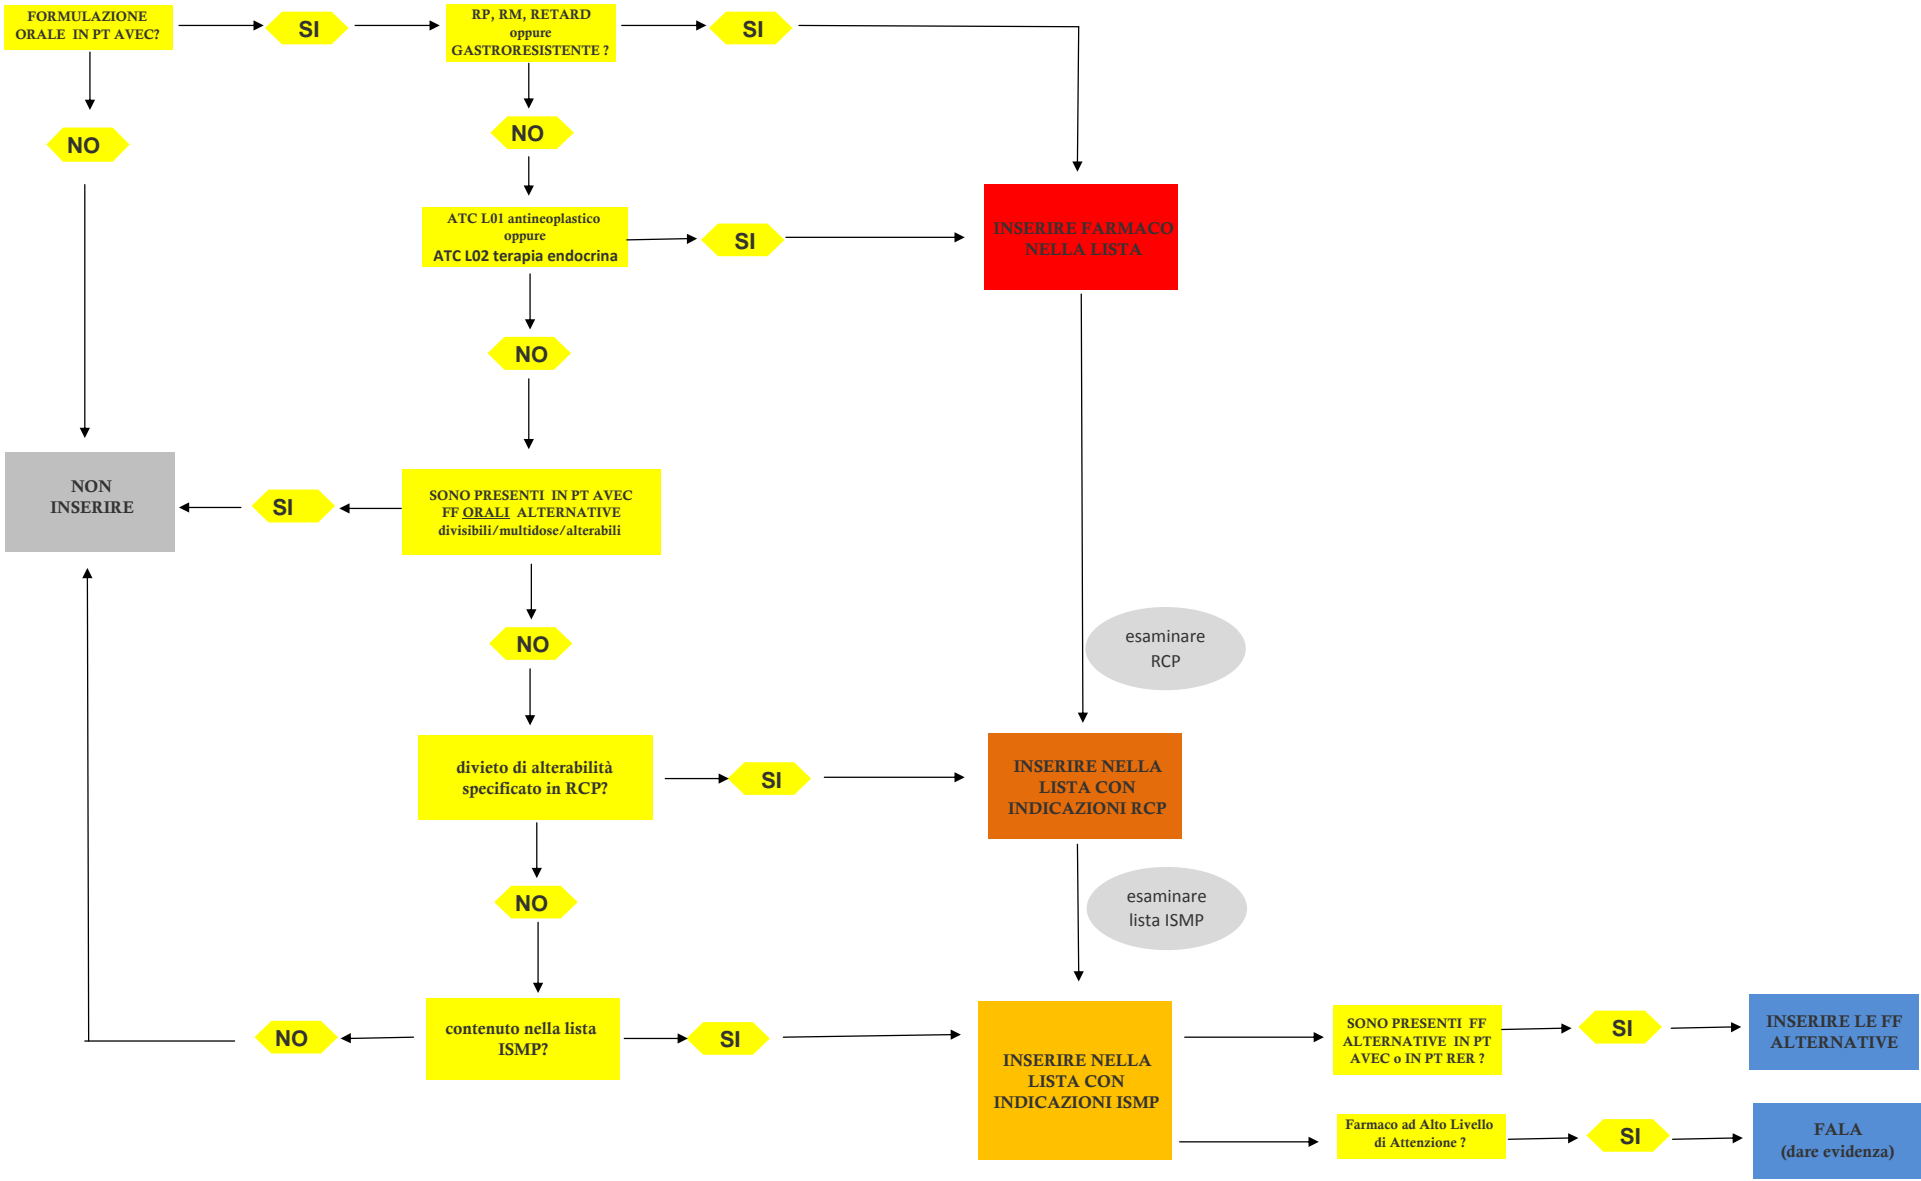 FORMULAZIONE
ORALE IN PT AVEC?
SI
RP, RM, RETARD
oppure
GASTRORESISTENTE ?
SI
NO
NO
ATC L01 antineoplastico
oppure
ATC L02 terapia endocrina
SI
INSERIRE FARMACO
NELLA LISTA
NO
NON
INSERIRE
SI
SONO PRESENTI IN PT AVEC
FF ORALI ALTERNATIVE
divisibili/multidose/alterabili
NO
esaminare
RCP
divieto di alterabilità
specificato in RCP?
SI
INSERIRE NELLA
LISTA CON
INDICAZIONI RCP
NO
esaminare
lista ISMP
NO
contenuto nella lista
ISMP?
SI
INSERIRE NELLA
LISTA CON
INDICAZIONI ISMP
SONO PRESENTI FF
ALTERNATIVE IN PT
AVEC o IN PT RER ?
SI
INSERIRE LE FF
ALTERNATIVE
Farmaco ad Alto Livello
di Attenzione ?
SI
FALA
(dare evidenza)